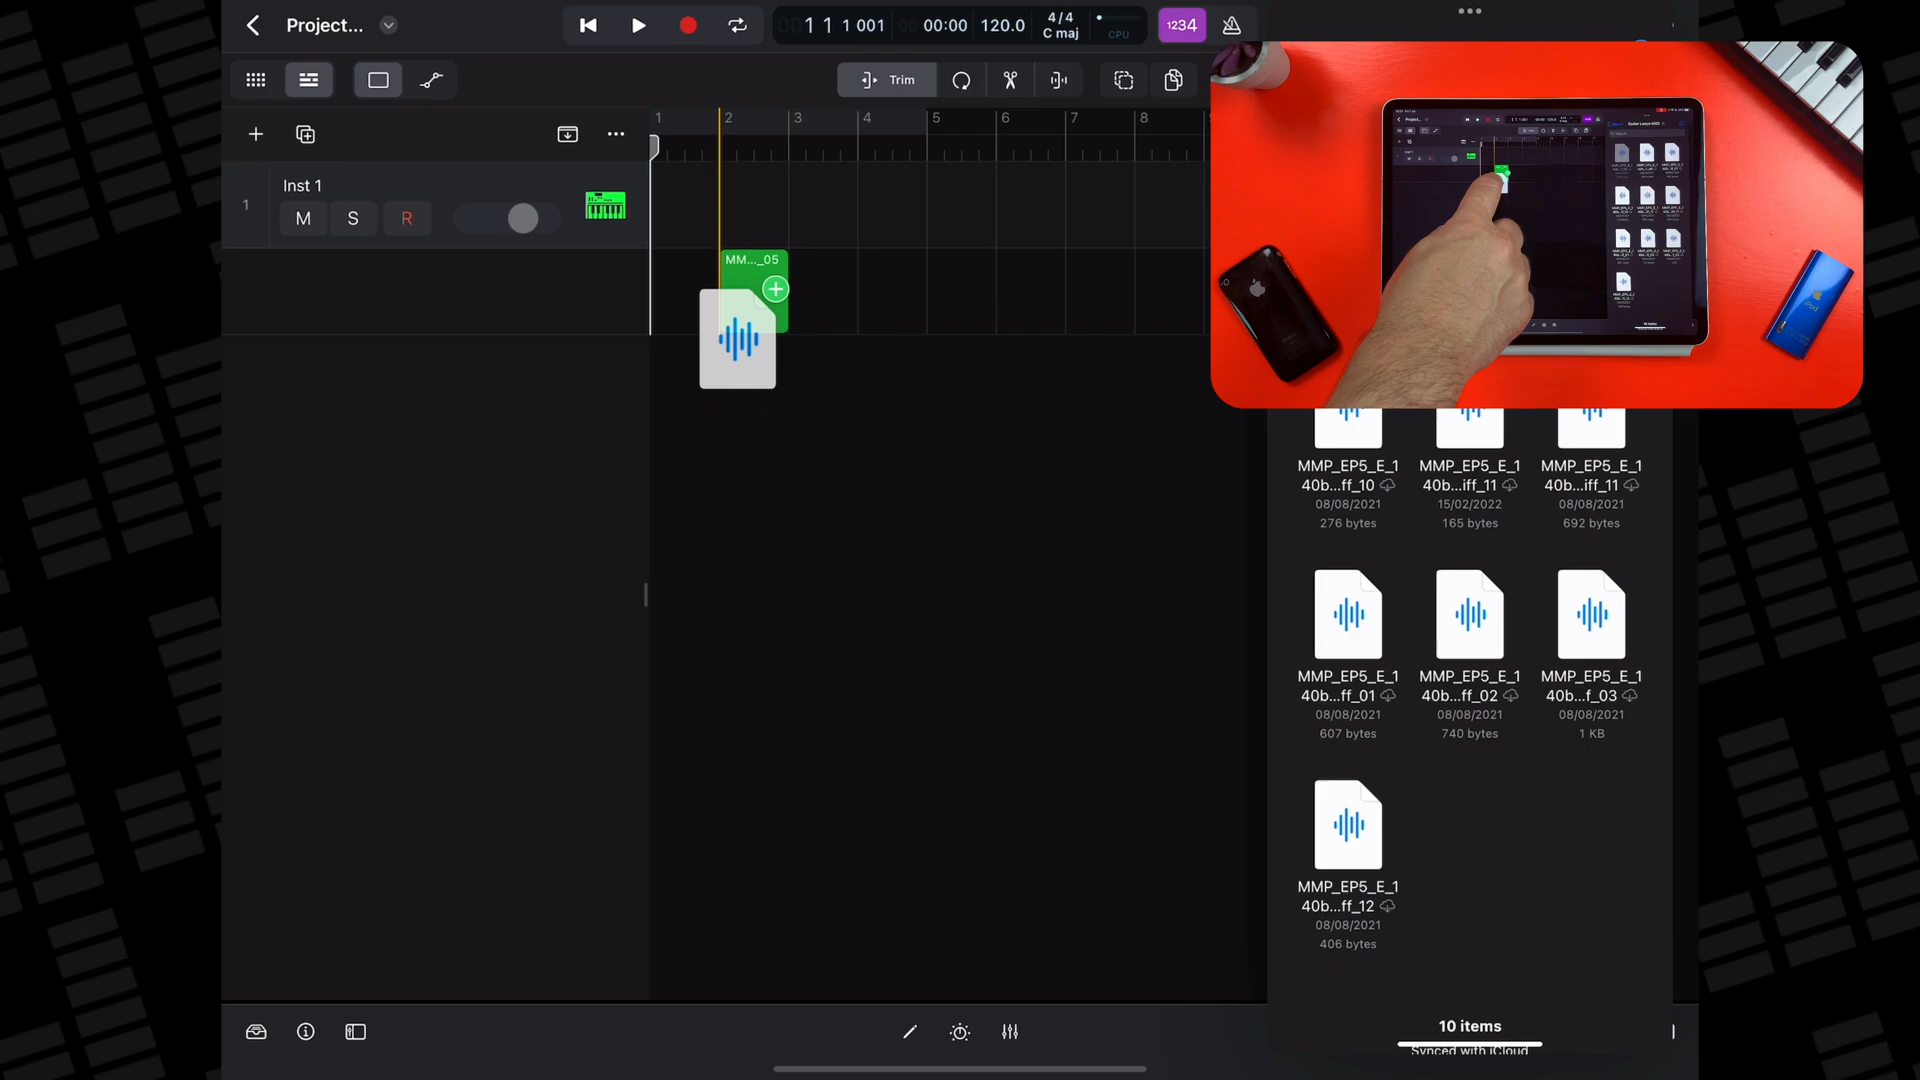 Project...
1 1 1 001
00:00
120.0
4/4
C maj
CPU
1234
Trim
1
2
3
4
5
6
7
8
1
Inst 1
M
S
R
MM..._05
MMP_EP5_E_1
40b...ff_10
08/08/2021
276 bytes
MMP_EP5_E_1
40b...iff_11
15/02/2022
165 bytes
MMP_EP5_E_1
40b...iff_11
08/08/2021
692 bytes
MMP_EP5_E_1
40b...ff_01
08/08/2021
607 bytes
MMP_EP5_E_1
40b...ff_02
08/08/2021
740 bytes
MMP_EP5_E_1
40b...f_03
08/08/2021
1 KB
MMP_EP5_E_1
40b...ff_12
08/08/2021
406 bytes
10 items
Synced with iCloud
iPod